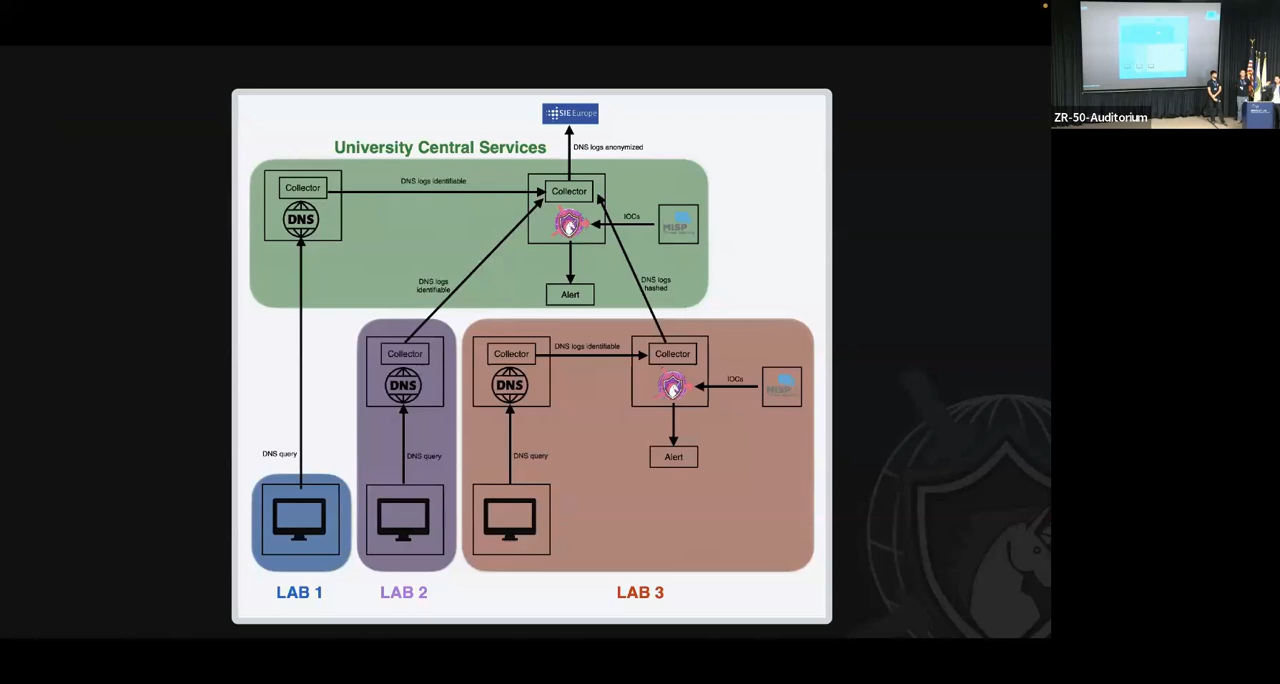 SIE Europe
DNS logs anonymized
University Central Services
Collector
DNS
DNS logs identifiable
Collector
IOCs
MISP
Alert
DNS logs
identifiable
DNS logs
hashed
Collector
DNS
Collector
DNS
DNS logs identifiable
Collector
IOCs
MISP
Alert
DNS query
DNS query
DNS query
LAB 1
LAB 2
LAB 3
ZR-50-Auditorium